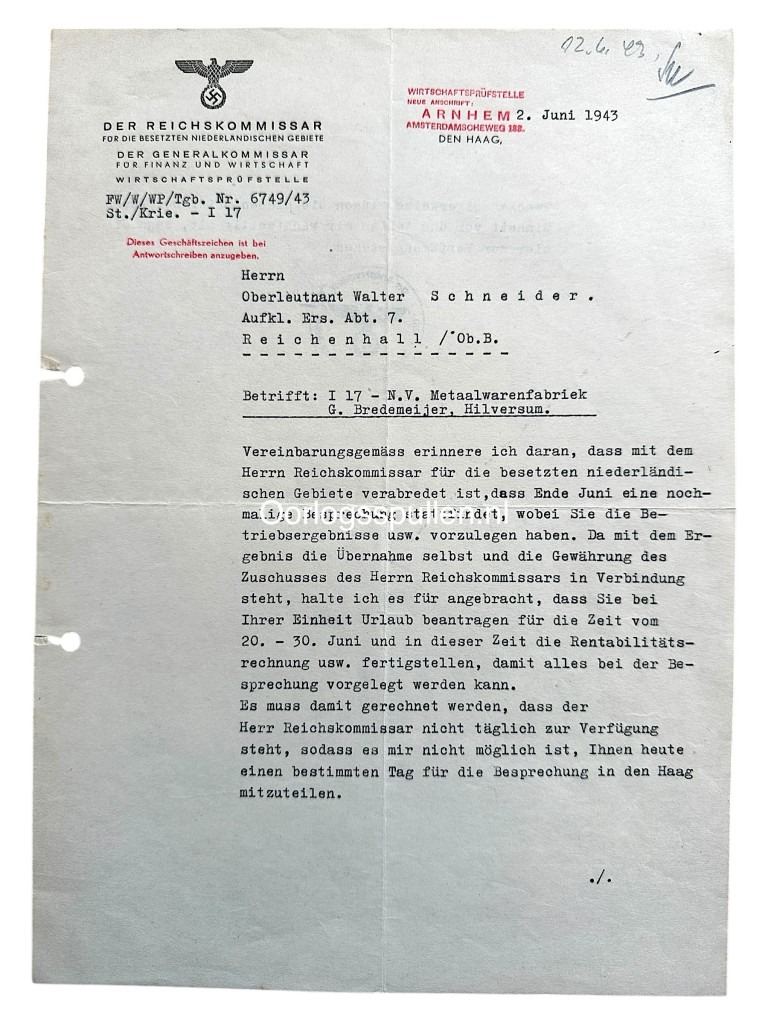 12.6.43.
DER REICHSKOMMISSAR
FÜR DIE BESETZTEN NIEDERLÄNDISCHEN GEBIETE
DER GENERALKOMMISSAR
FÜR FINANZ UND WIRTSCHAFT
WIRTSCHAFTSPRÜFSTELLE
FW/W/WP/Tgb. Nr. 6749/43
St./Krie. - I 17
Dieses Geschäftszeichen ist bei
Antwortschreiben anzugeben.
WIRTSCHAFTSPRÜFSTELLE
NEUE ANSCHRIFT:
ARNHEM 2. Juni 1943
AMSTERDAMSCHEWEG 188.
DEN HAAG,
Herrn
Oberleutnant Walter Schneider.
Aufkl. Ers. Abt. 7.
Reichenhall /Ob.B.
Betrifft: I 17 - N.V. Metaalwarenfabriek
G. Bredemeijer, Hilversum.
Vereinbarungsgemäss erinnere ich daran, dass mit dem
Herrn Reichskommissar für die besetzten niederländi-
schen Gebiete verabredet ist,dass Ende Juni eine noch-
malige Besprechung stattfindet, wobei Sie die Be-
triebsergebnisse usw. vorzulegen haben. Da mit dem Er-
gebnis die Übernahme selbst und die Gewährung des
Zuschusses des Herrn Reichskommissars in Verbindung
steht, halte ich es für angebracht, dass Sie bei
Ihrer Einheit Urlaub beantragen für die Zeit vom
20. - 30. Juni und in dieser Zeit die Rentabilitäts-
rechnung usw. fertigstellen, damit alles bei der Be-
sprechung vorgelegt werden kann.
Es muss damit gerechnet werden, dass der
Herr Reichskommissar nicht täglich zur Verfügung
steht, sodass es mir nicht möglich ist, Ihnen heute
einen bestimmten Tag für die Besprechung in den Haag
mitzuteilen.
./.
Oorlogsspullen.nl